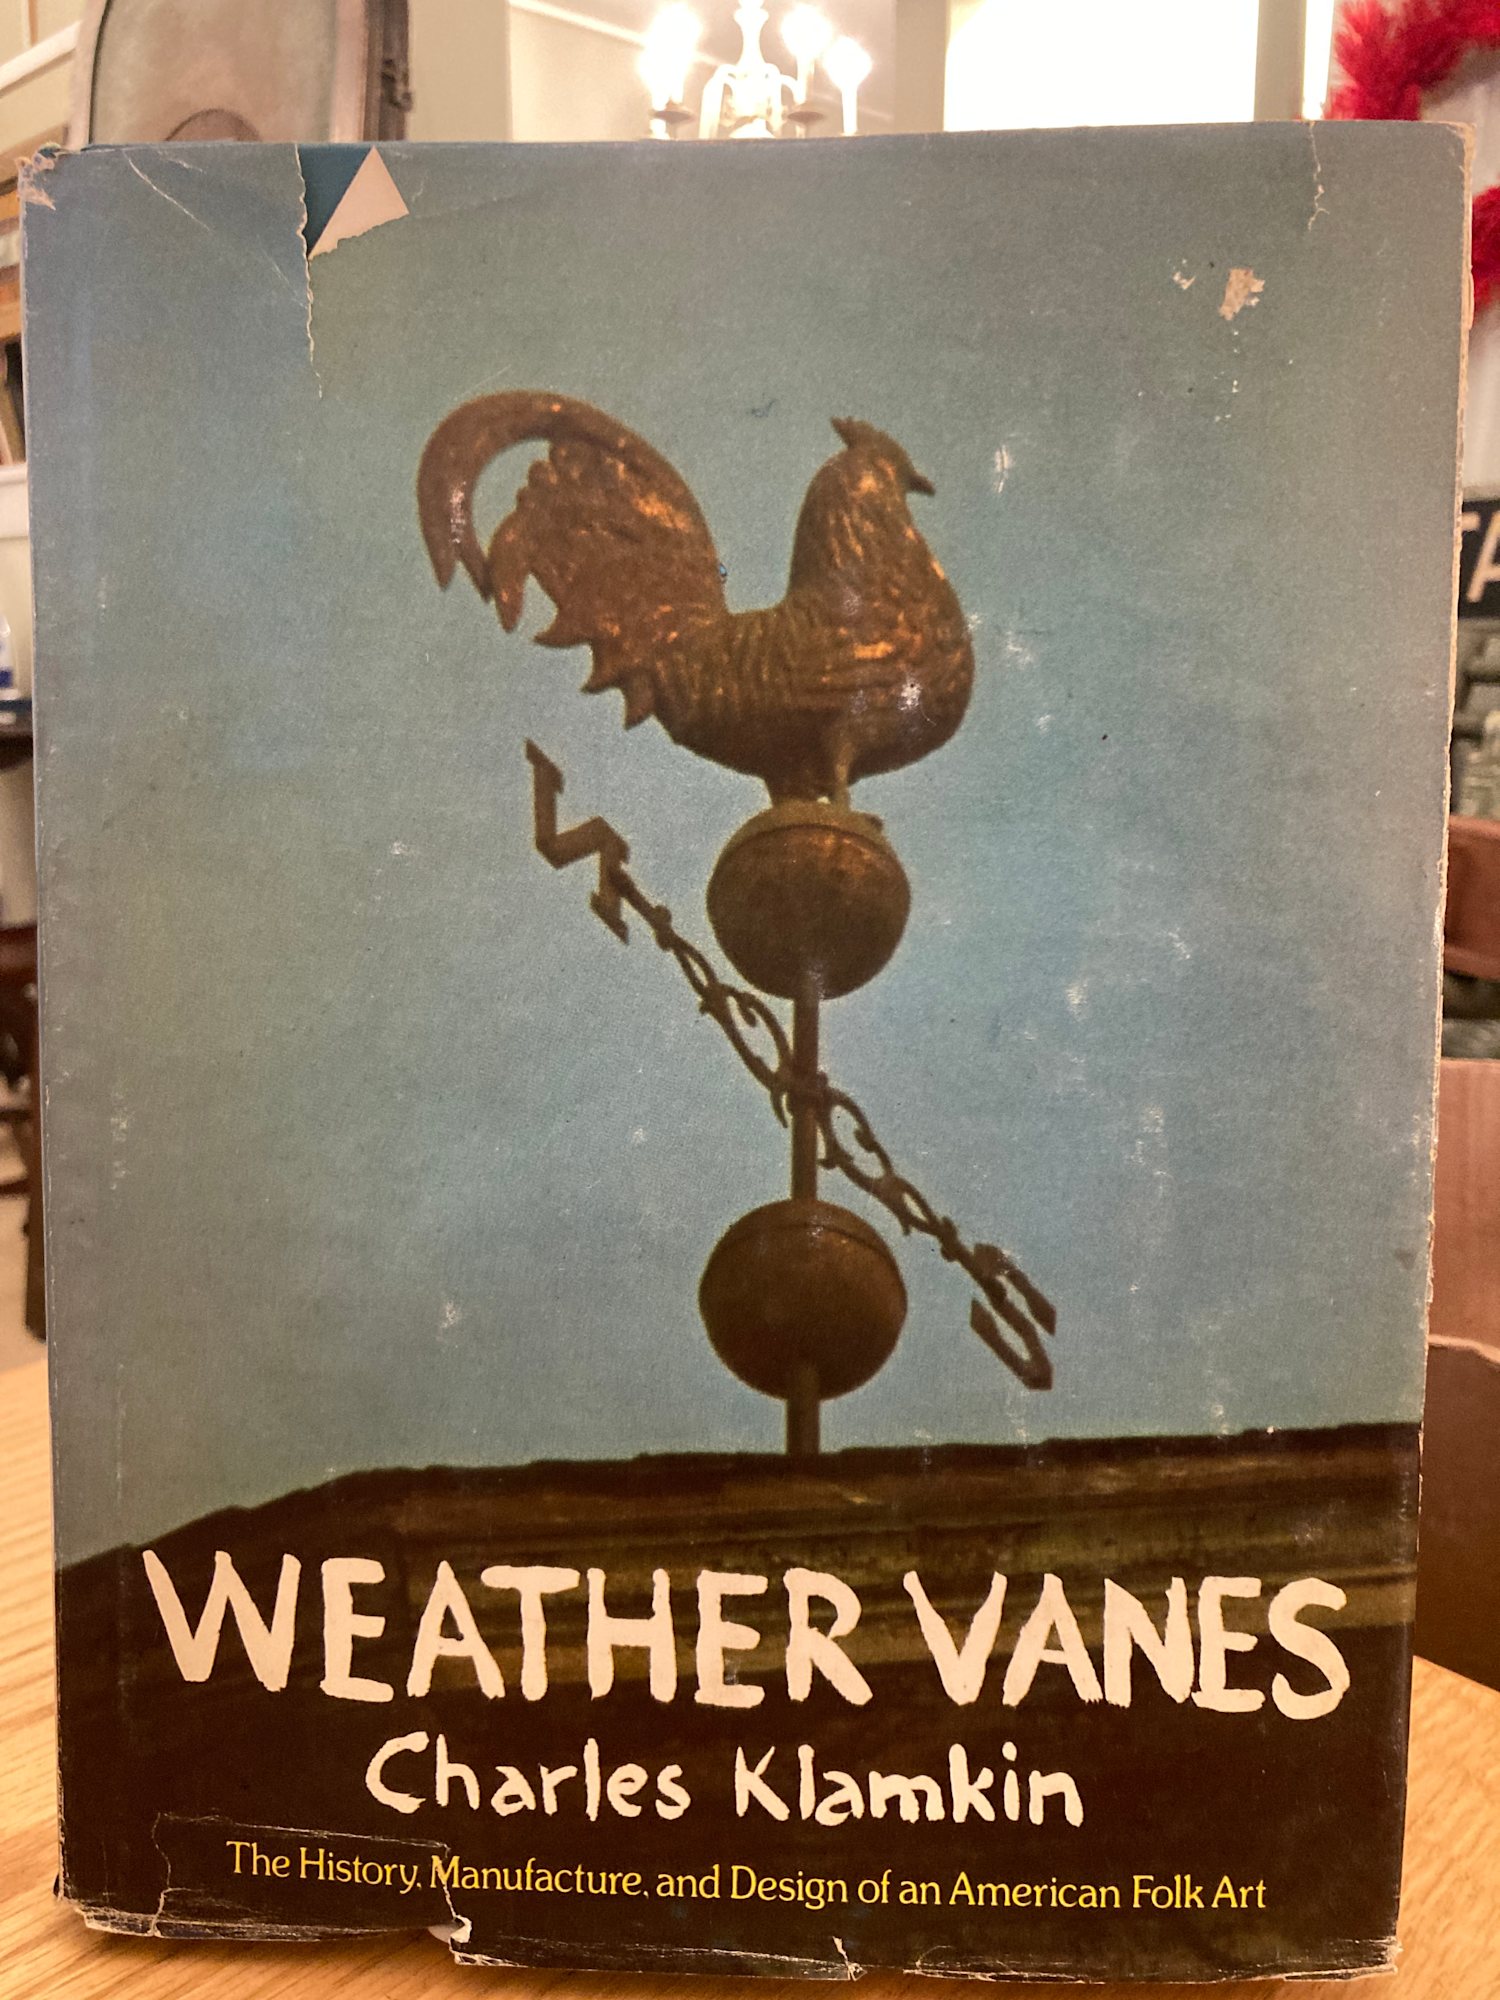 N
S
WEATHER VANES
Charles Klamkin
The History, Manufacture, and Design of an American Folk Art